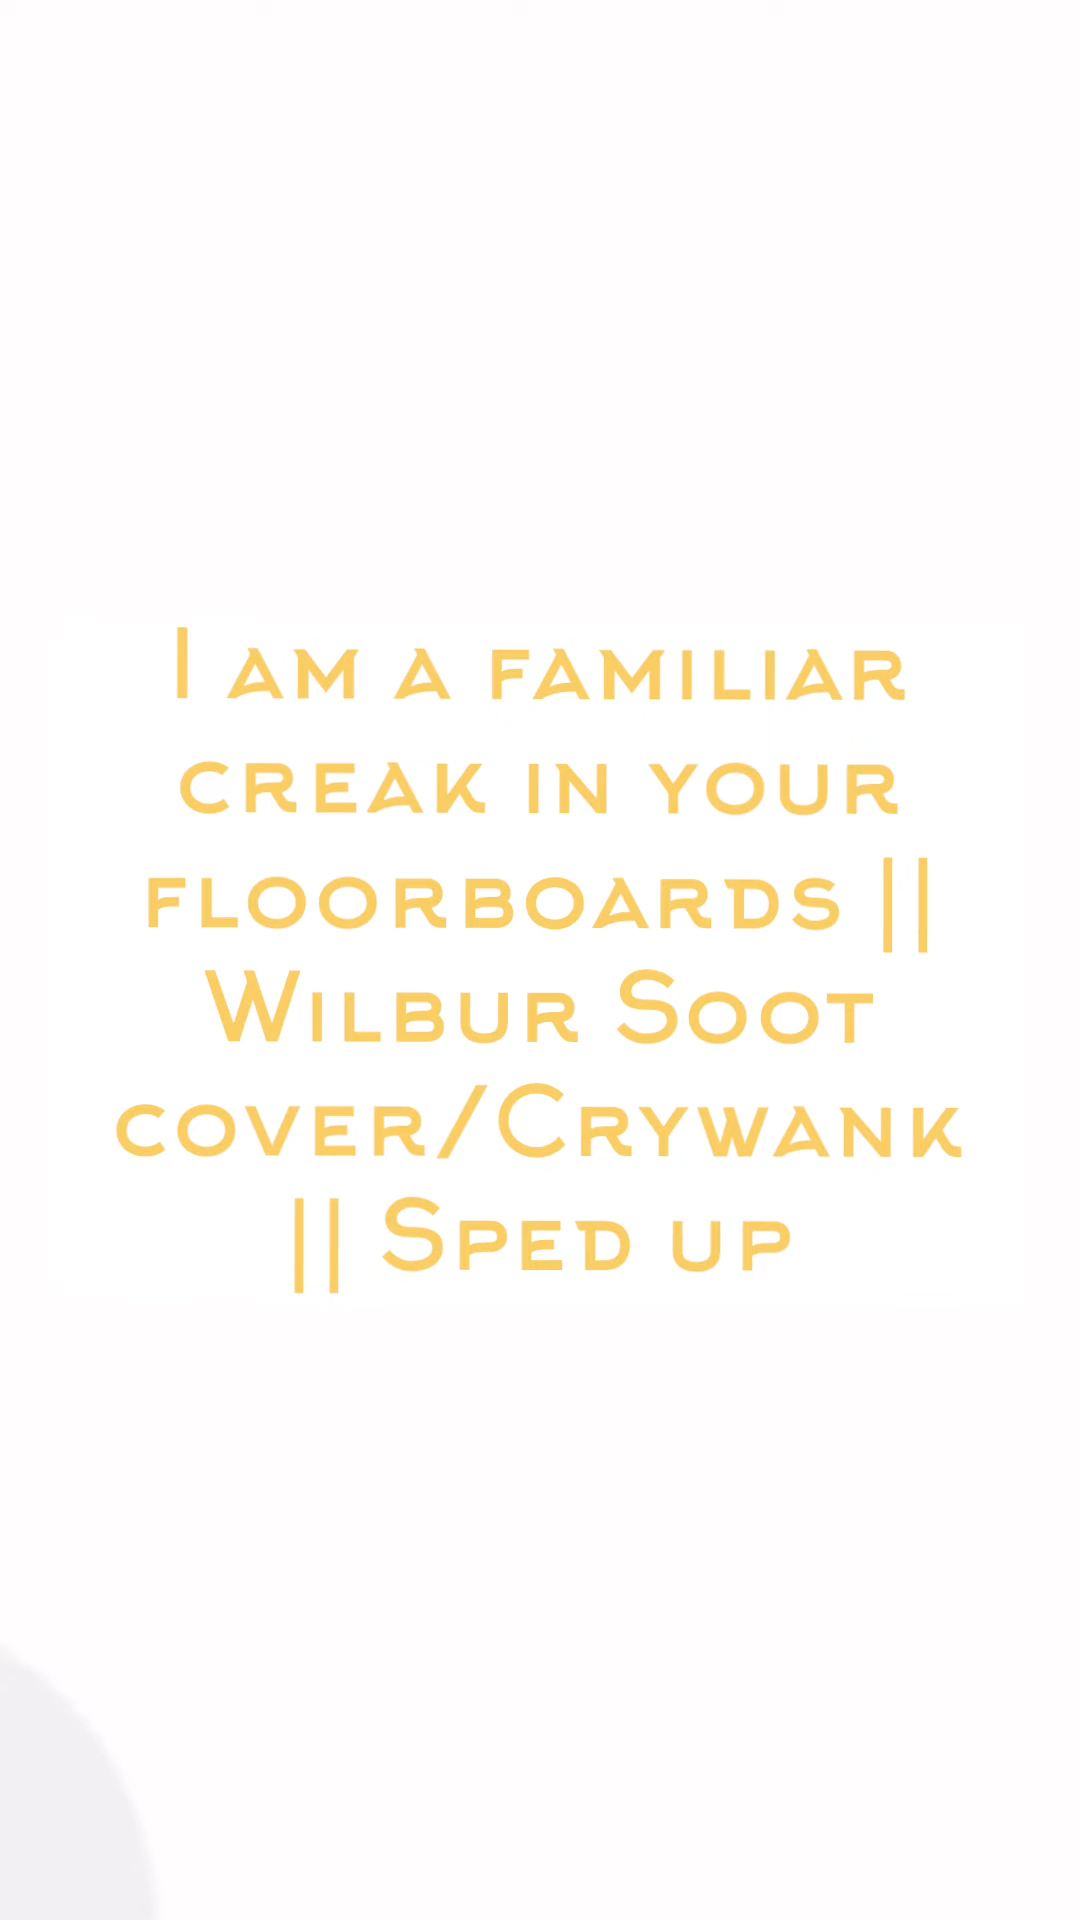 I am a familiar
creak in your
floorboards ||
Wilbur Soot
cover/Crywank
|| Sped up